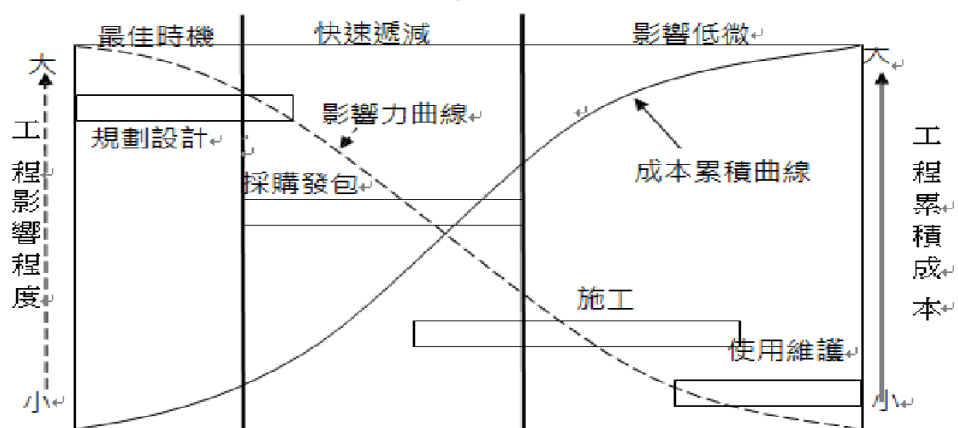 最佳時機
快速遞減
影響低微
大
大
規劃設計
影響力曲線
採購發包
成本累積曲線
工程影響程度
工程累積成本
施工
使用維護
小
小